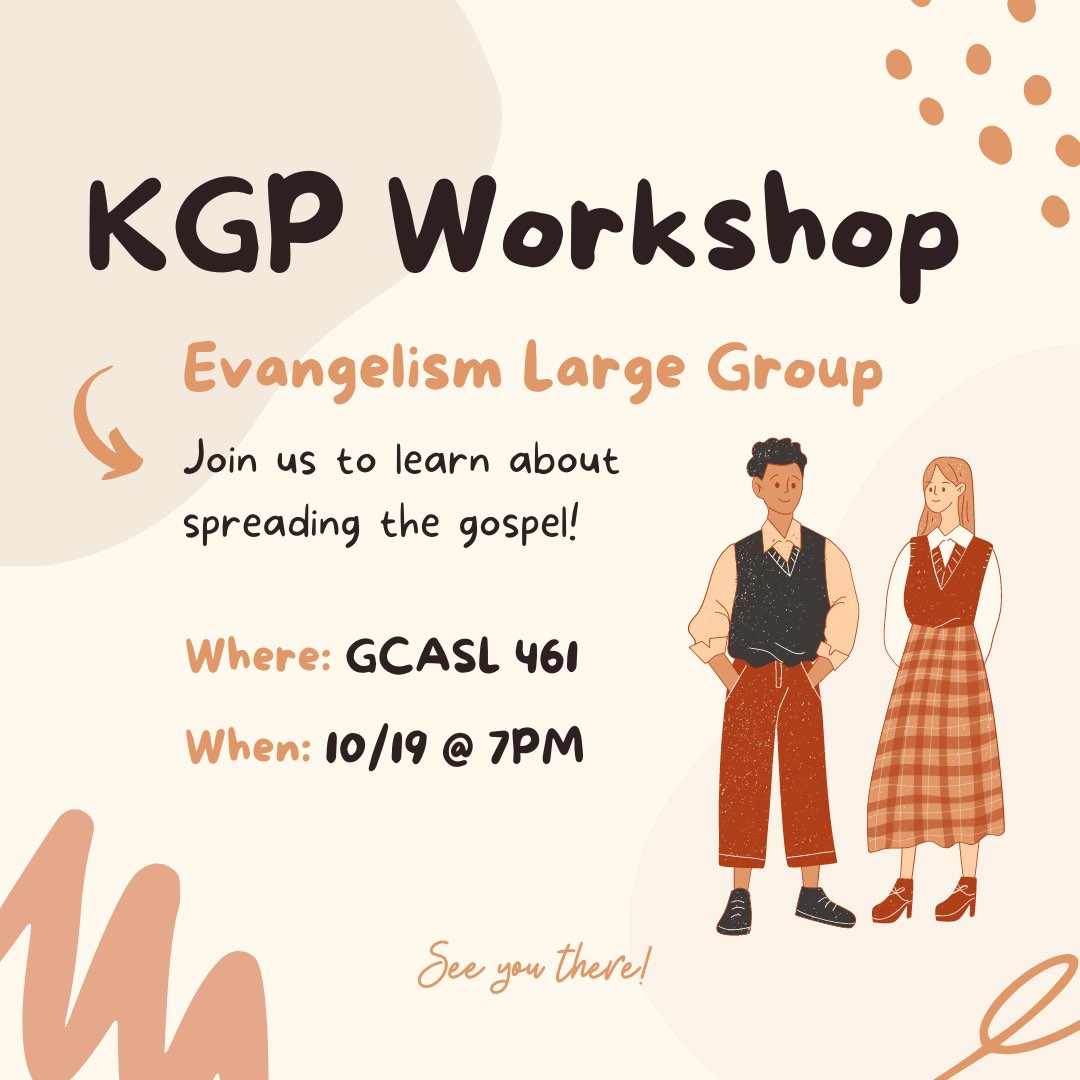 KGP Workshop
Evangelism Large Group
Join us to learn about
spreading the gospel!
Where: GCASL 461
When: 10/19 @ 7PM
See you there!